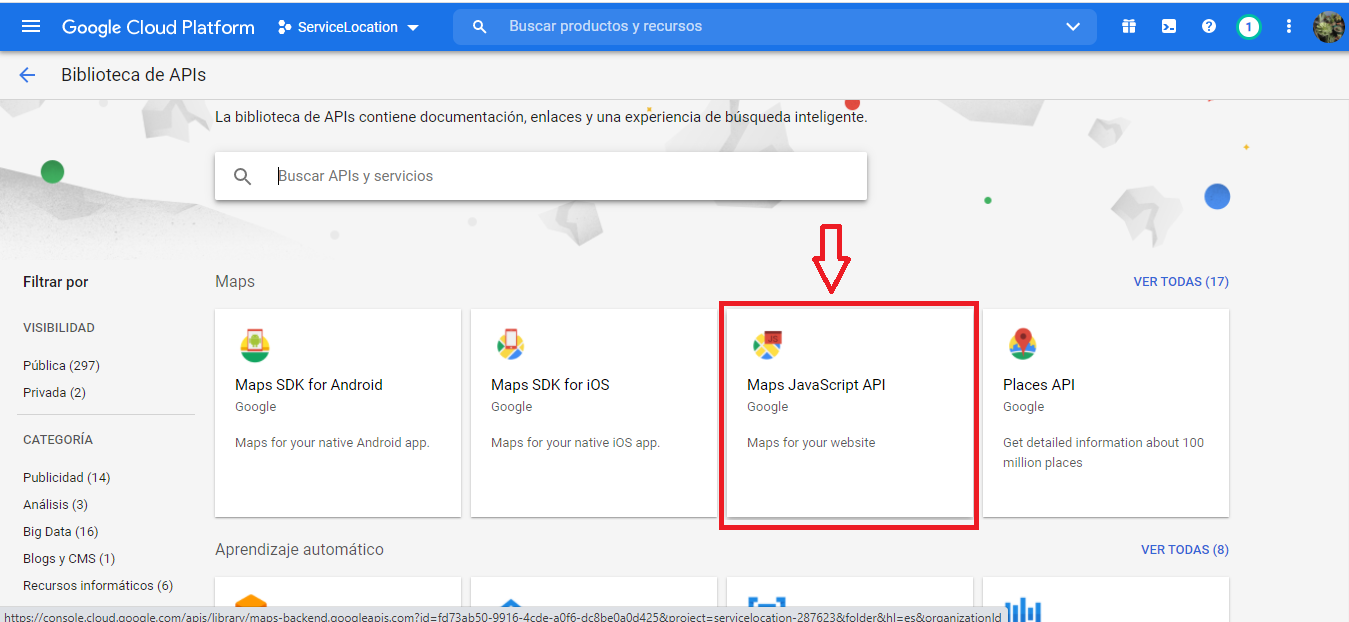 Google Cloud Platform
ServiceLocation
Buscar productos y recursos
1
Biblioteca de APIs
La biblioteca de APIs contiene documentación, enlaces y una experiencia de búsqueda inteligente.
Buscar APIs y servicios
Filtrar por
VISIBILIDAD
Pública (297)
Privada (2)
CATEGORÍA
Publicidad (14)
Análisis (3)
Big Data (16)
Blogs y CMS (1)
Recursos informáticos (6)
Maps
VER TODAS (17)
Maps SDK for Android
Google
Maps for your native Android app.
Maps SDK for iOS
Google
Maps for your native iOS app.
Maps JavaScript API
Google
Maps for your website
Places API
Google
Get detailed information about 100
million places
Aprendizaje automático
VER TODAS (8)
https://console.cloud.google.com/apis/library/maps-backend.googleapis.com?id=fd73ab50-9916-4cde-a0f6-dc8be0a0d425&project=servicelocation-287623&folder&hl=es&organizationId